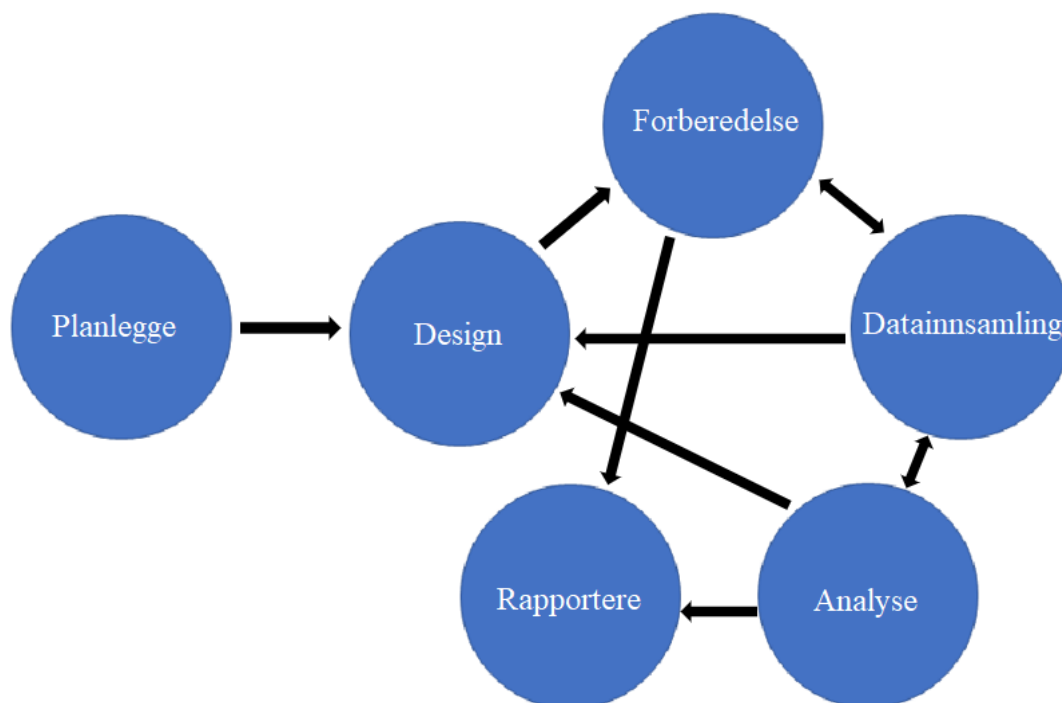 Planlegge
Design
Forberedelse
Datainnsamling
Analyse
Rapportere